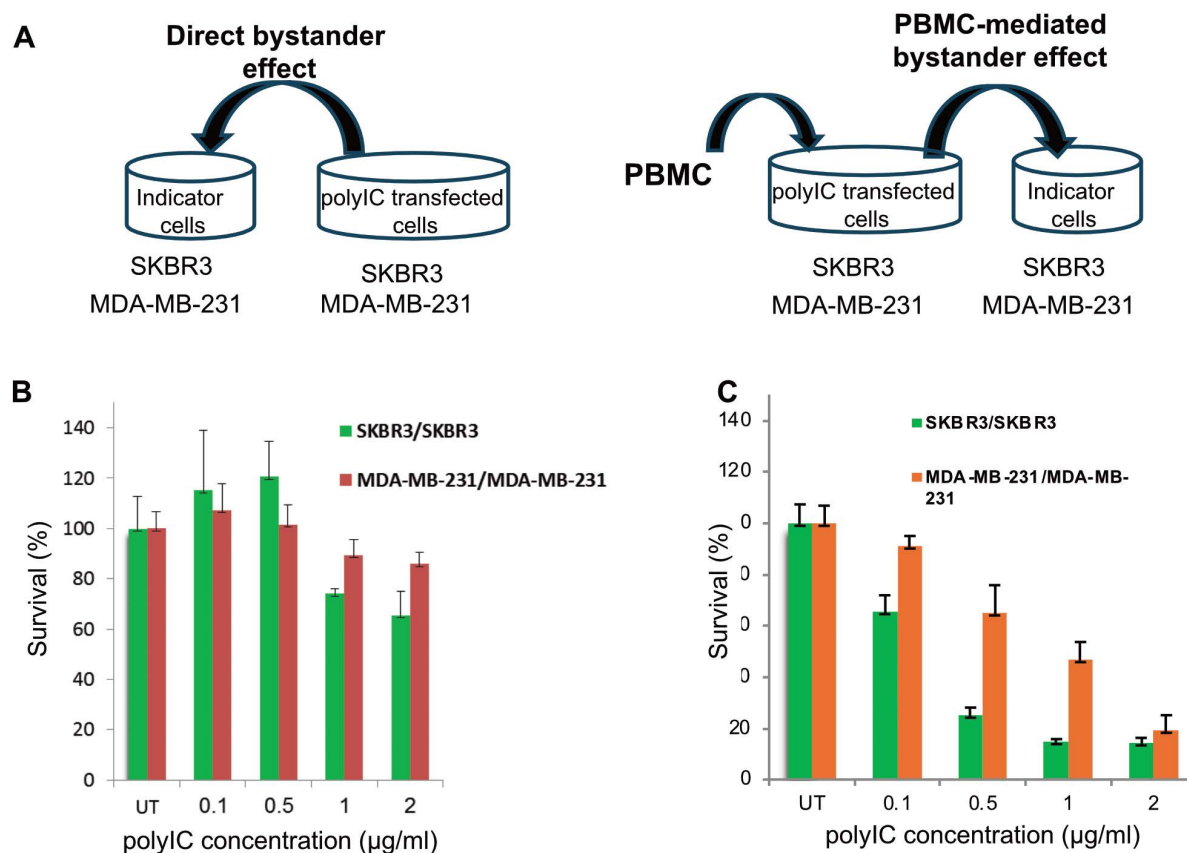 A
Direct bystander
effect
Indicator
cells
polyIC transfected
cells
SKBR3
MDA-MB-231
SKBR3
MDA-MB-231
PBMC-mediated
bystander effect
PBMC
polyIC transfected
cells
Indicator
cells
SKBR3
MDA-MB-231
SKBR3
MDA-MB-231
B
Survival (%)
140
120
100
80
60
40
20
0
SKBR3/SKBR3
MDA-MB-231/MDA-MB-231
UT 0.1 0.5 1 2
polyIC concentration (µg/ml)
C
Survival (%)
140
120
0
0
0
0
20
0
SKBR3/SKBR3
MDA-MB-231/MDA-MB-
231
UT 0.1 0.5 1 2
polyIC concentration (µg/ml)